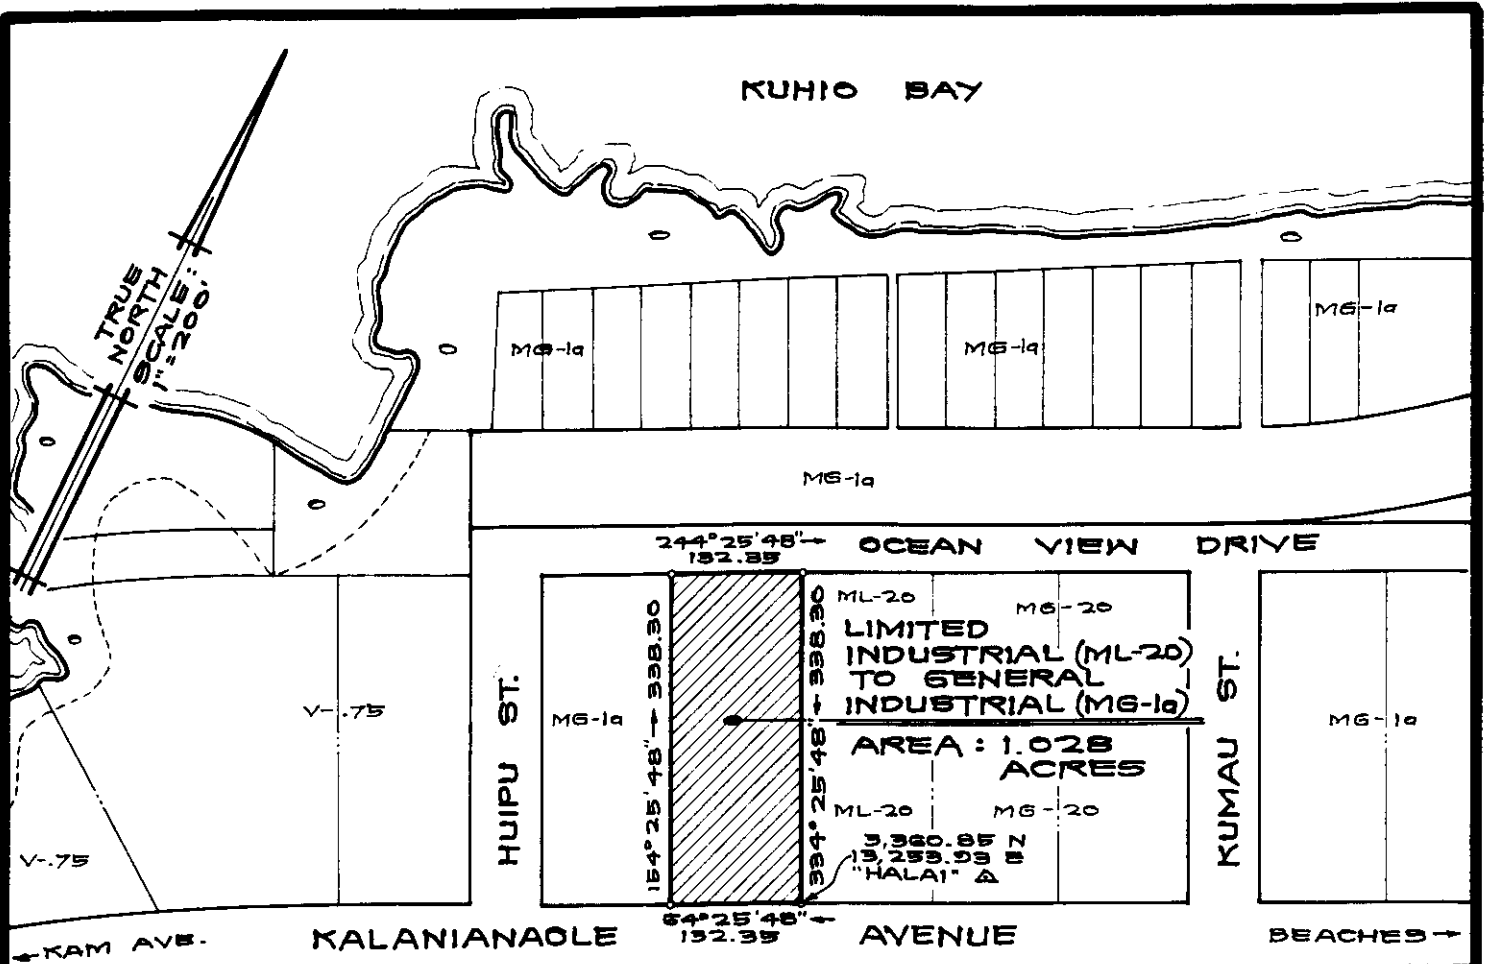 KUHIO BAY
TRUE
NORTH
SCALE:
1"=200'
MG-1a
MG-1a
MG-1a
MG-1a
244°25'48"→
132.35
OCEAN VIEW DRIVE
ML-20
MG-20
LIMITED
INDUSTRIAL (ML-20)
TO GENERAL
INDUSTRIAL (MG-1a)
AREA : 1.028
ACRES
154°25'48"→ 338.30
334°25'48"← 338.30
HUIPU ST.
KUMAU ST.
V-.75
MG-1a
MG-1a
ML-20
MG-20
V-.75
3,360.85 N
13,253.93 E
"HALAI" △
64°25'48"←
132.35
←KAM AVE.
KALANIANAOLE AVENUE
BEACHES→